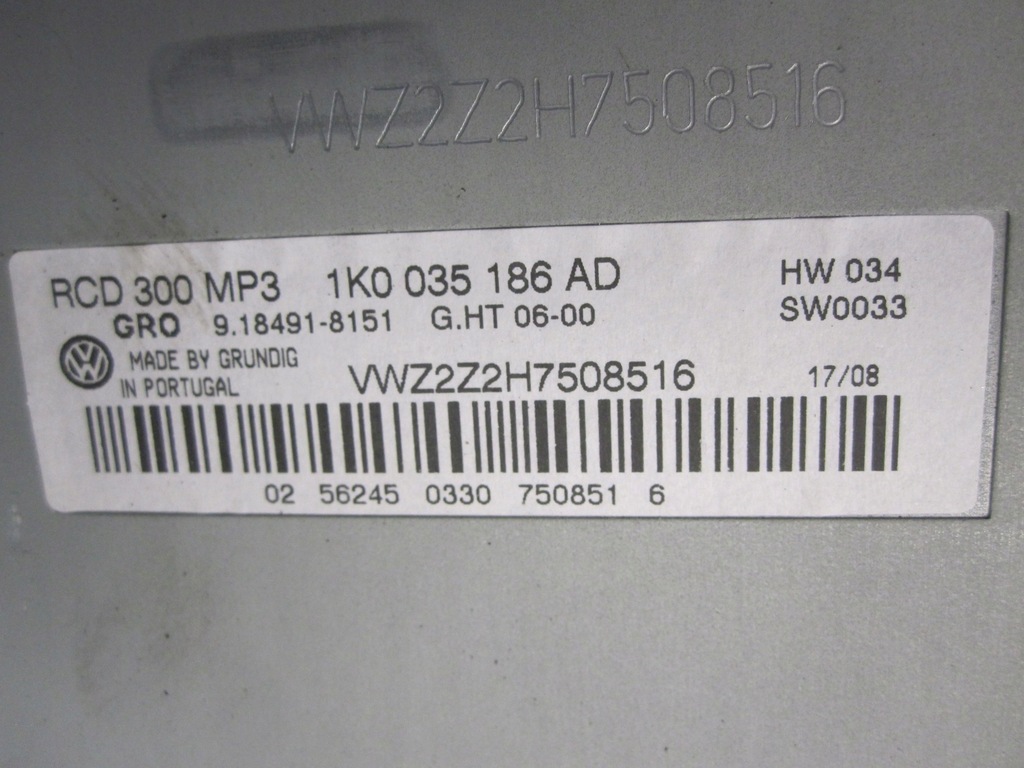 VWZ2Z2H7508516
RCD 300 MP3 1K0 035 186 AD HW 034
GRO 9.18491-8151 G.HT 06-00 SW0033
MADE BY GRUNDIG
IN PORTUGAL VWZ2Z2H7508516 17/08
02 56245 0330 750851 6